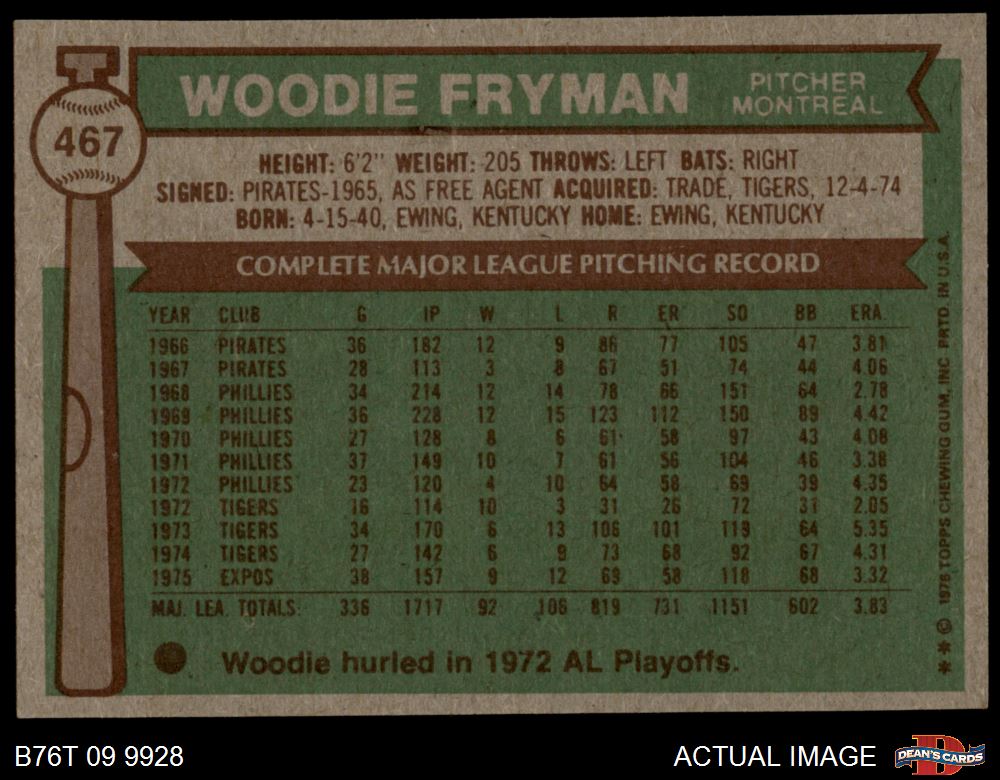 WOODIE FRYMAN
PITCHER
MONTREAL
467
HEIGHT: 6'2" WEIGHT: 205 THROWS: LEFT BATS: RIGHT
SIGNED: PIRATES-1965, AS FREE AGENT ACQUIRED: TRADE, TIGERS, 12-4-74
BORN: 4-15-40, EWING, KENTUCKY HOME: EWING, KENTUCKY
COMPLETE MAJOR LEAGUE PITCHING RECORD
YEAR CLUB G IP W L R ER SO BB ERA
1966 PIRATES 36 182 12 9 86 77 105 47 3.81
1967 PIRATES 28 113 3 8 67 51 74 44 4.06
1968 PHILLIES 34 214 12 14 78 66 151 64 2.78
1969 PHILLIES 36 228 12 15 123 112 150 89 4.42
1970 PHILLIES 27 128 8 6 61 58 97 43 4.08
1971 PHILLIES 37 149 10 7 61 56 104 46 3.38
1972 PHILLIES 23 120 4 10 64 58 69 39 4.35
1972 TIGERS 16 114 10 3 31 26 72 31 2.05
1973 TIGERS 34 170 6 13 106 101 119 64 5.35
1974 TIGERS 27 142 6 9 73 68 92 67 4.31
1975 EXPOS 38 157 9 12 69 58 118 68 3.32
MAJ. LEA. TOTALS: 336 1717 92 106 819 731 1151 602 3.83
Woodie hurled in 1972 AL Playoffs.
** © 1976 TOPPS CHEWING GUM, INC. PRTD. IN U.S.A.
B76T 09 9928
ACTUAL IMAGE
D
DEAN'S CARDS